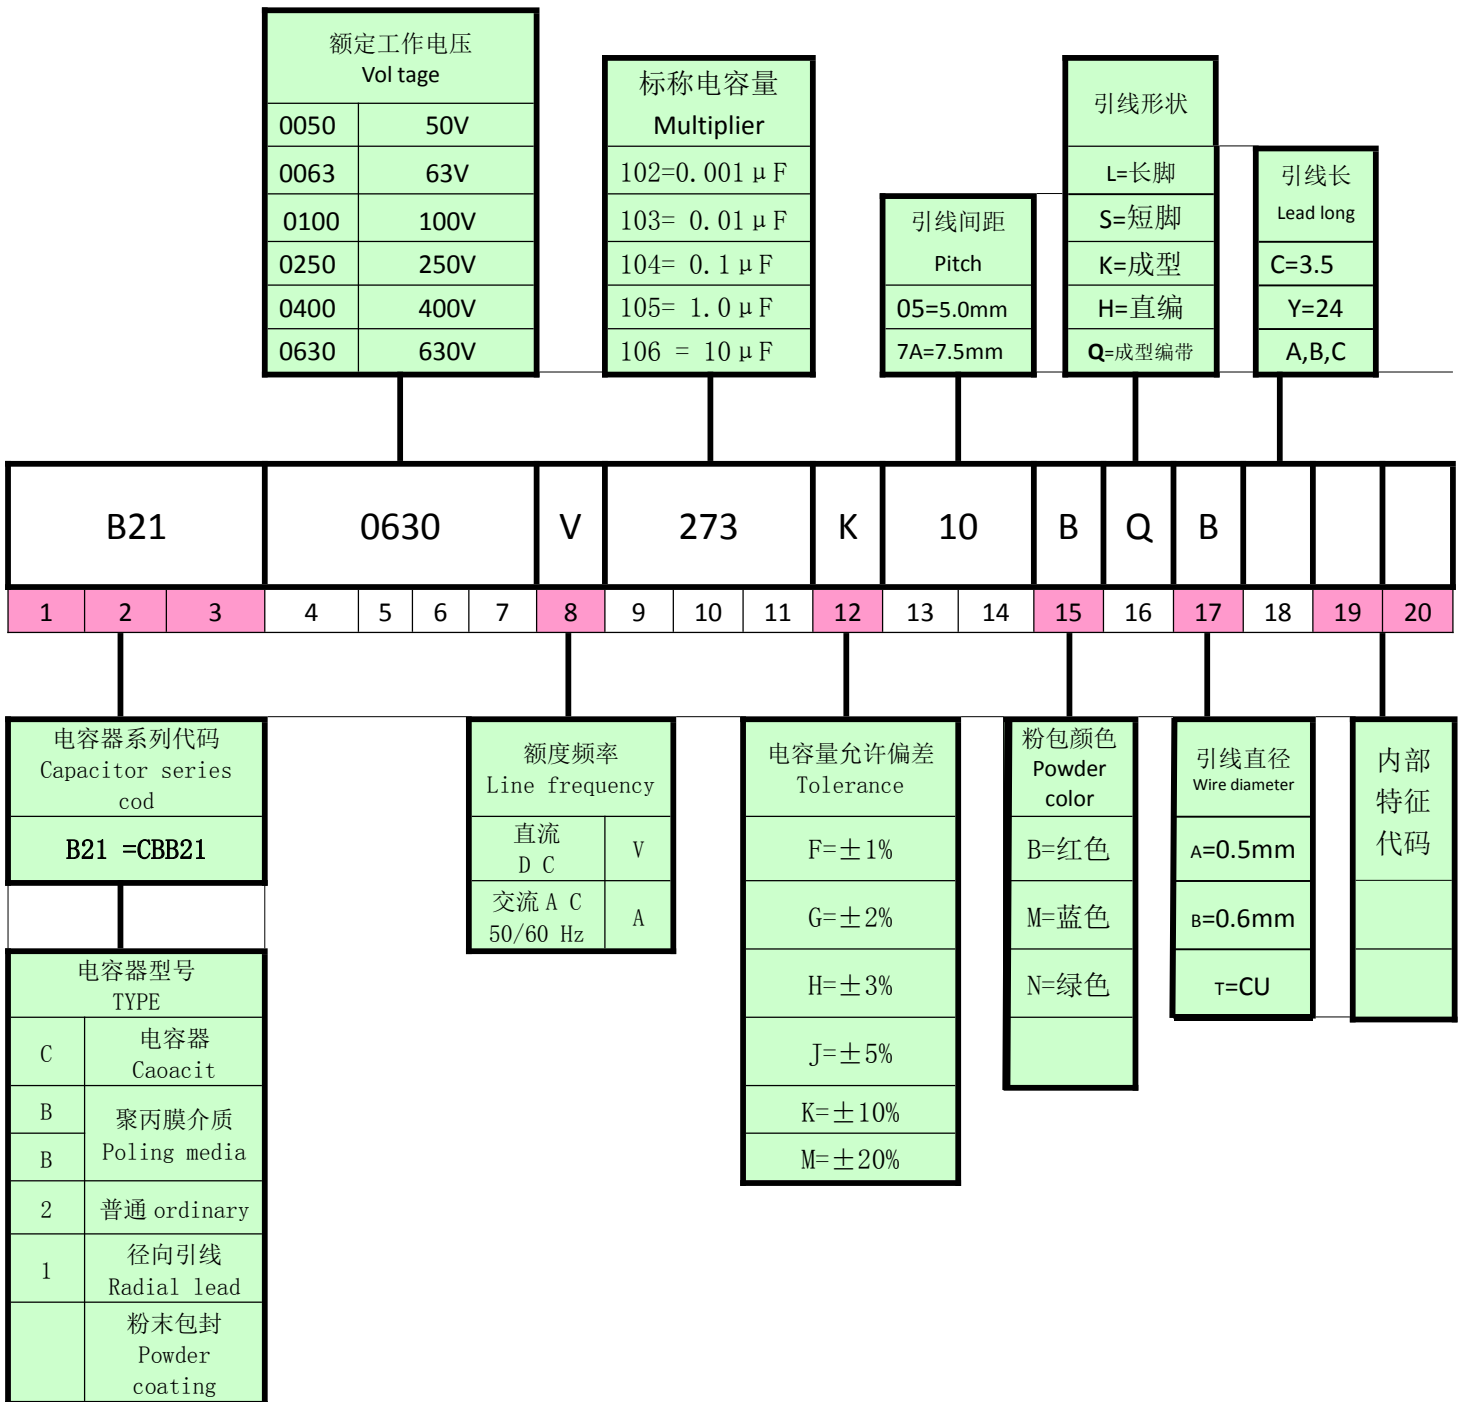 额定工作电压
Vol tage
0050 50V
0063 63V
0100 100V
0250 250V
0400 400V
0630 630V
标称电容量
Multiplier
102=0.001μF
103= 0.01μF
104= 0.1μF
105= 1.0μF
106 = 10μF
引线间距
Pitch
05=5.0mm
7A=7.5mm
引线形状
L=长脚
S=短脚
K=成型
H=直编
Q=成型编带
引线长
Lead long
C=3.5
Y=24
A,B,C
B21 0630 V 273 K 10 B Q B
1 2 3 4 5 6 7 8 9 10 11 12 13 14 15 16 17 18 19 20
电容器系列代码
Capacitor series
cod
B21 =CBB21
电容器型号
TYPE
C 电容器
Caoacit
B 聚丙膜介质
B Poling media
2 普通 ordinary
1 径向引线
Radial lead
粉末包封
Powder
coating
额度频率
Line frequency
直流
D C V
交流 A C
50/60 Hz A
电容量允许偏差
Tolerance
F=±1%
G=±2%
H=±3%
J=±5%
K=±10%
M=±20%
粉包颜色
Powder
color
B=红色
M=蓝色
N=绿色
引线直径
Wire diameter
A=0.5mm
B=0.6mm
T=CU
内部
特征
代码